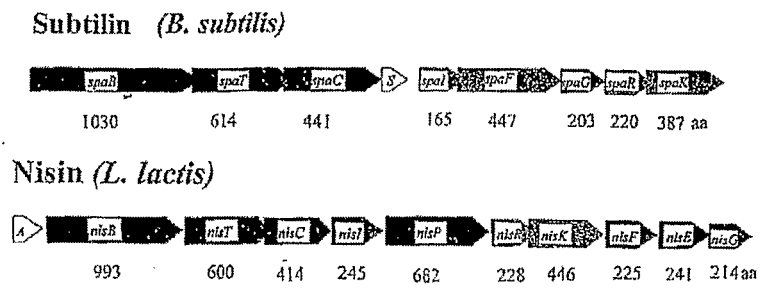 Subtilin (B. subtilis)
spaB spaT spaC S spaI spaF spaG spaR spaK
1030 614 441 165 447 203 220 387 aa
Nisin (L. lactis)
A nisB nisT nisC nisI nisP nisR nisK nisF nisE nisG
993 600 414 245 682 228 446 225 241 214 aa